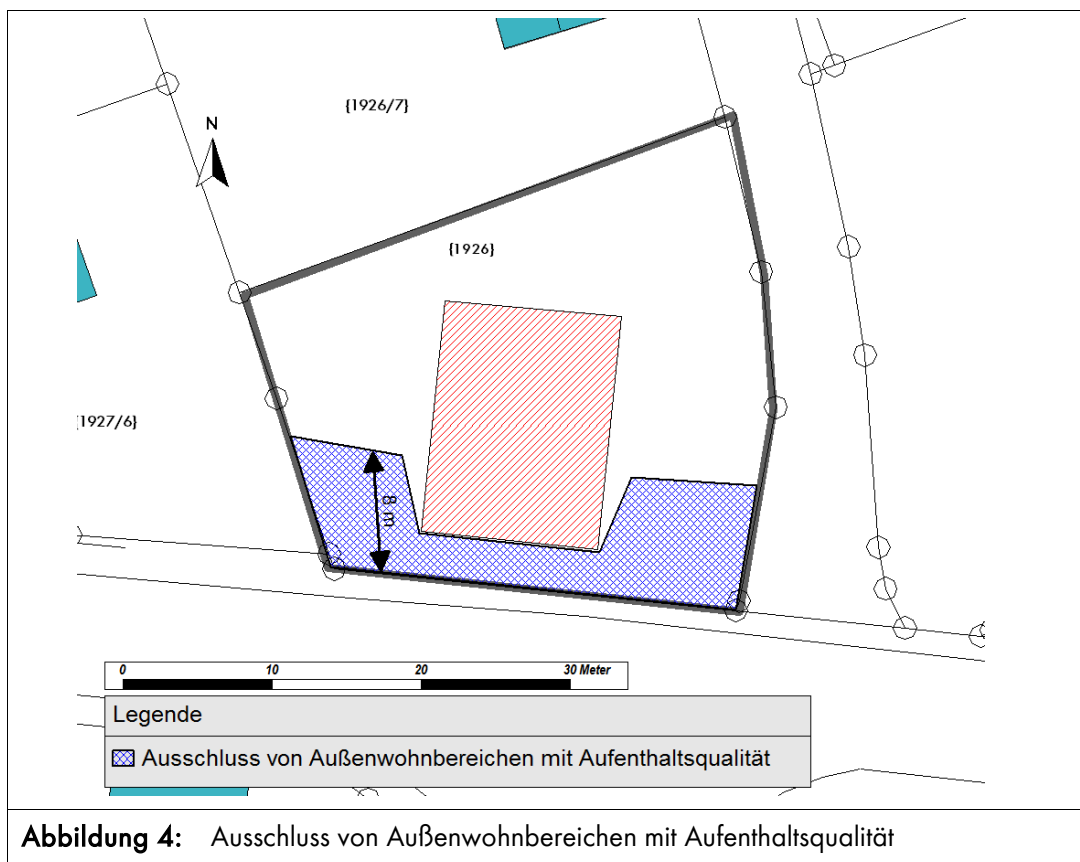 {1926/7}
N
{1926}
1927/6}
8 m
0 10 20 30 Meter
Legende
Ausschluss von Außenwohnbereichen mit Aufenthaltsqualität
Abbildung 4: Ausschluss von Außenwohnbereichen mit Aufenthaltsqualität